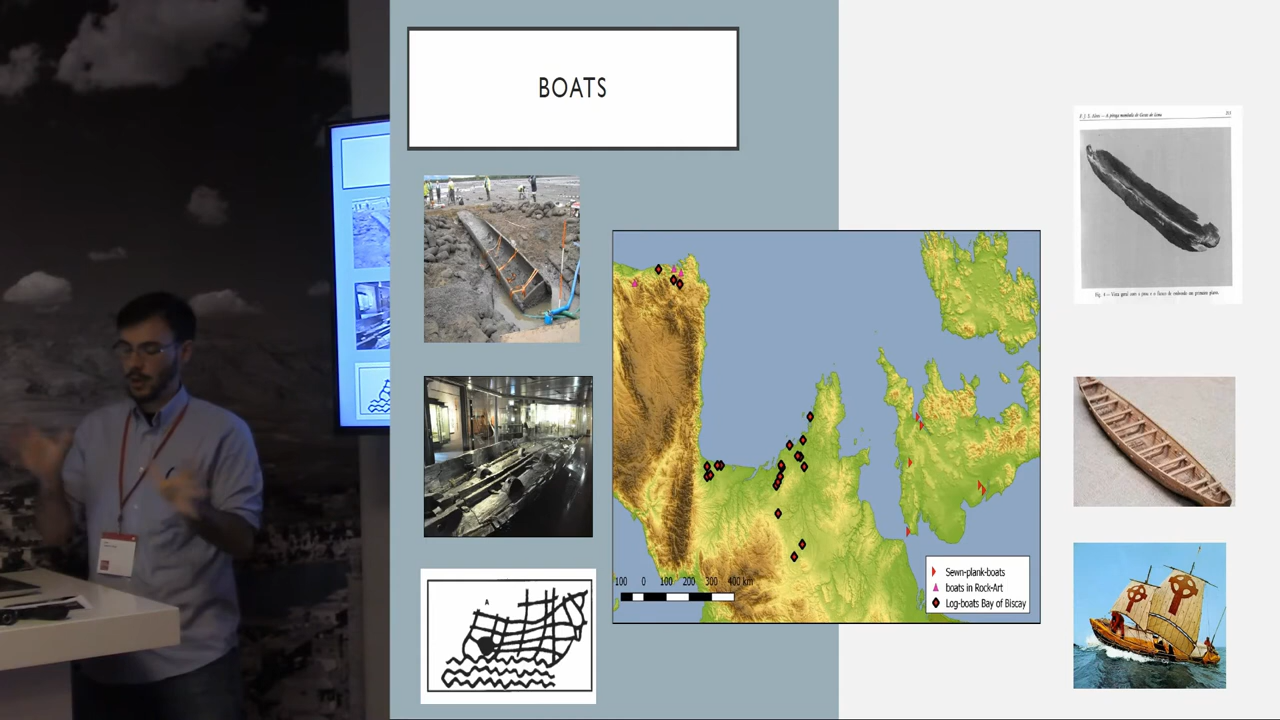 BOATS
A
100 0 100 200 300 400 km
Sewn-plank-boats
boats in Rock-Art
Log-boats Bay of Biscay